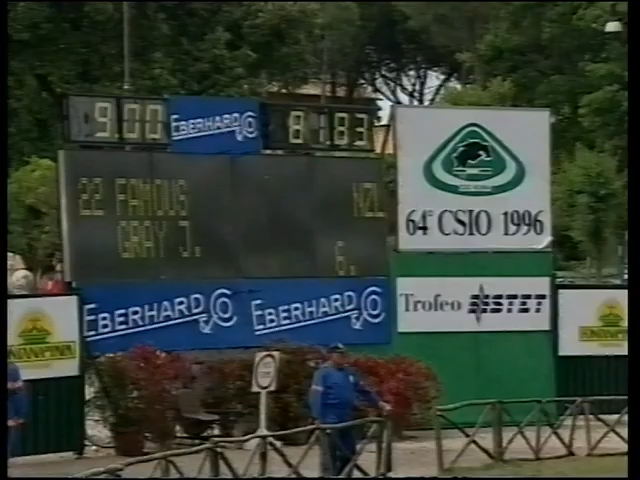 9.00
EBERHARD & CO
81.83
22 FAMOUS NZL
GRAY J. 6.
EBERHARD & CO EBERHARD & CO
64° CSIO 1996
Trofeo SISTET